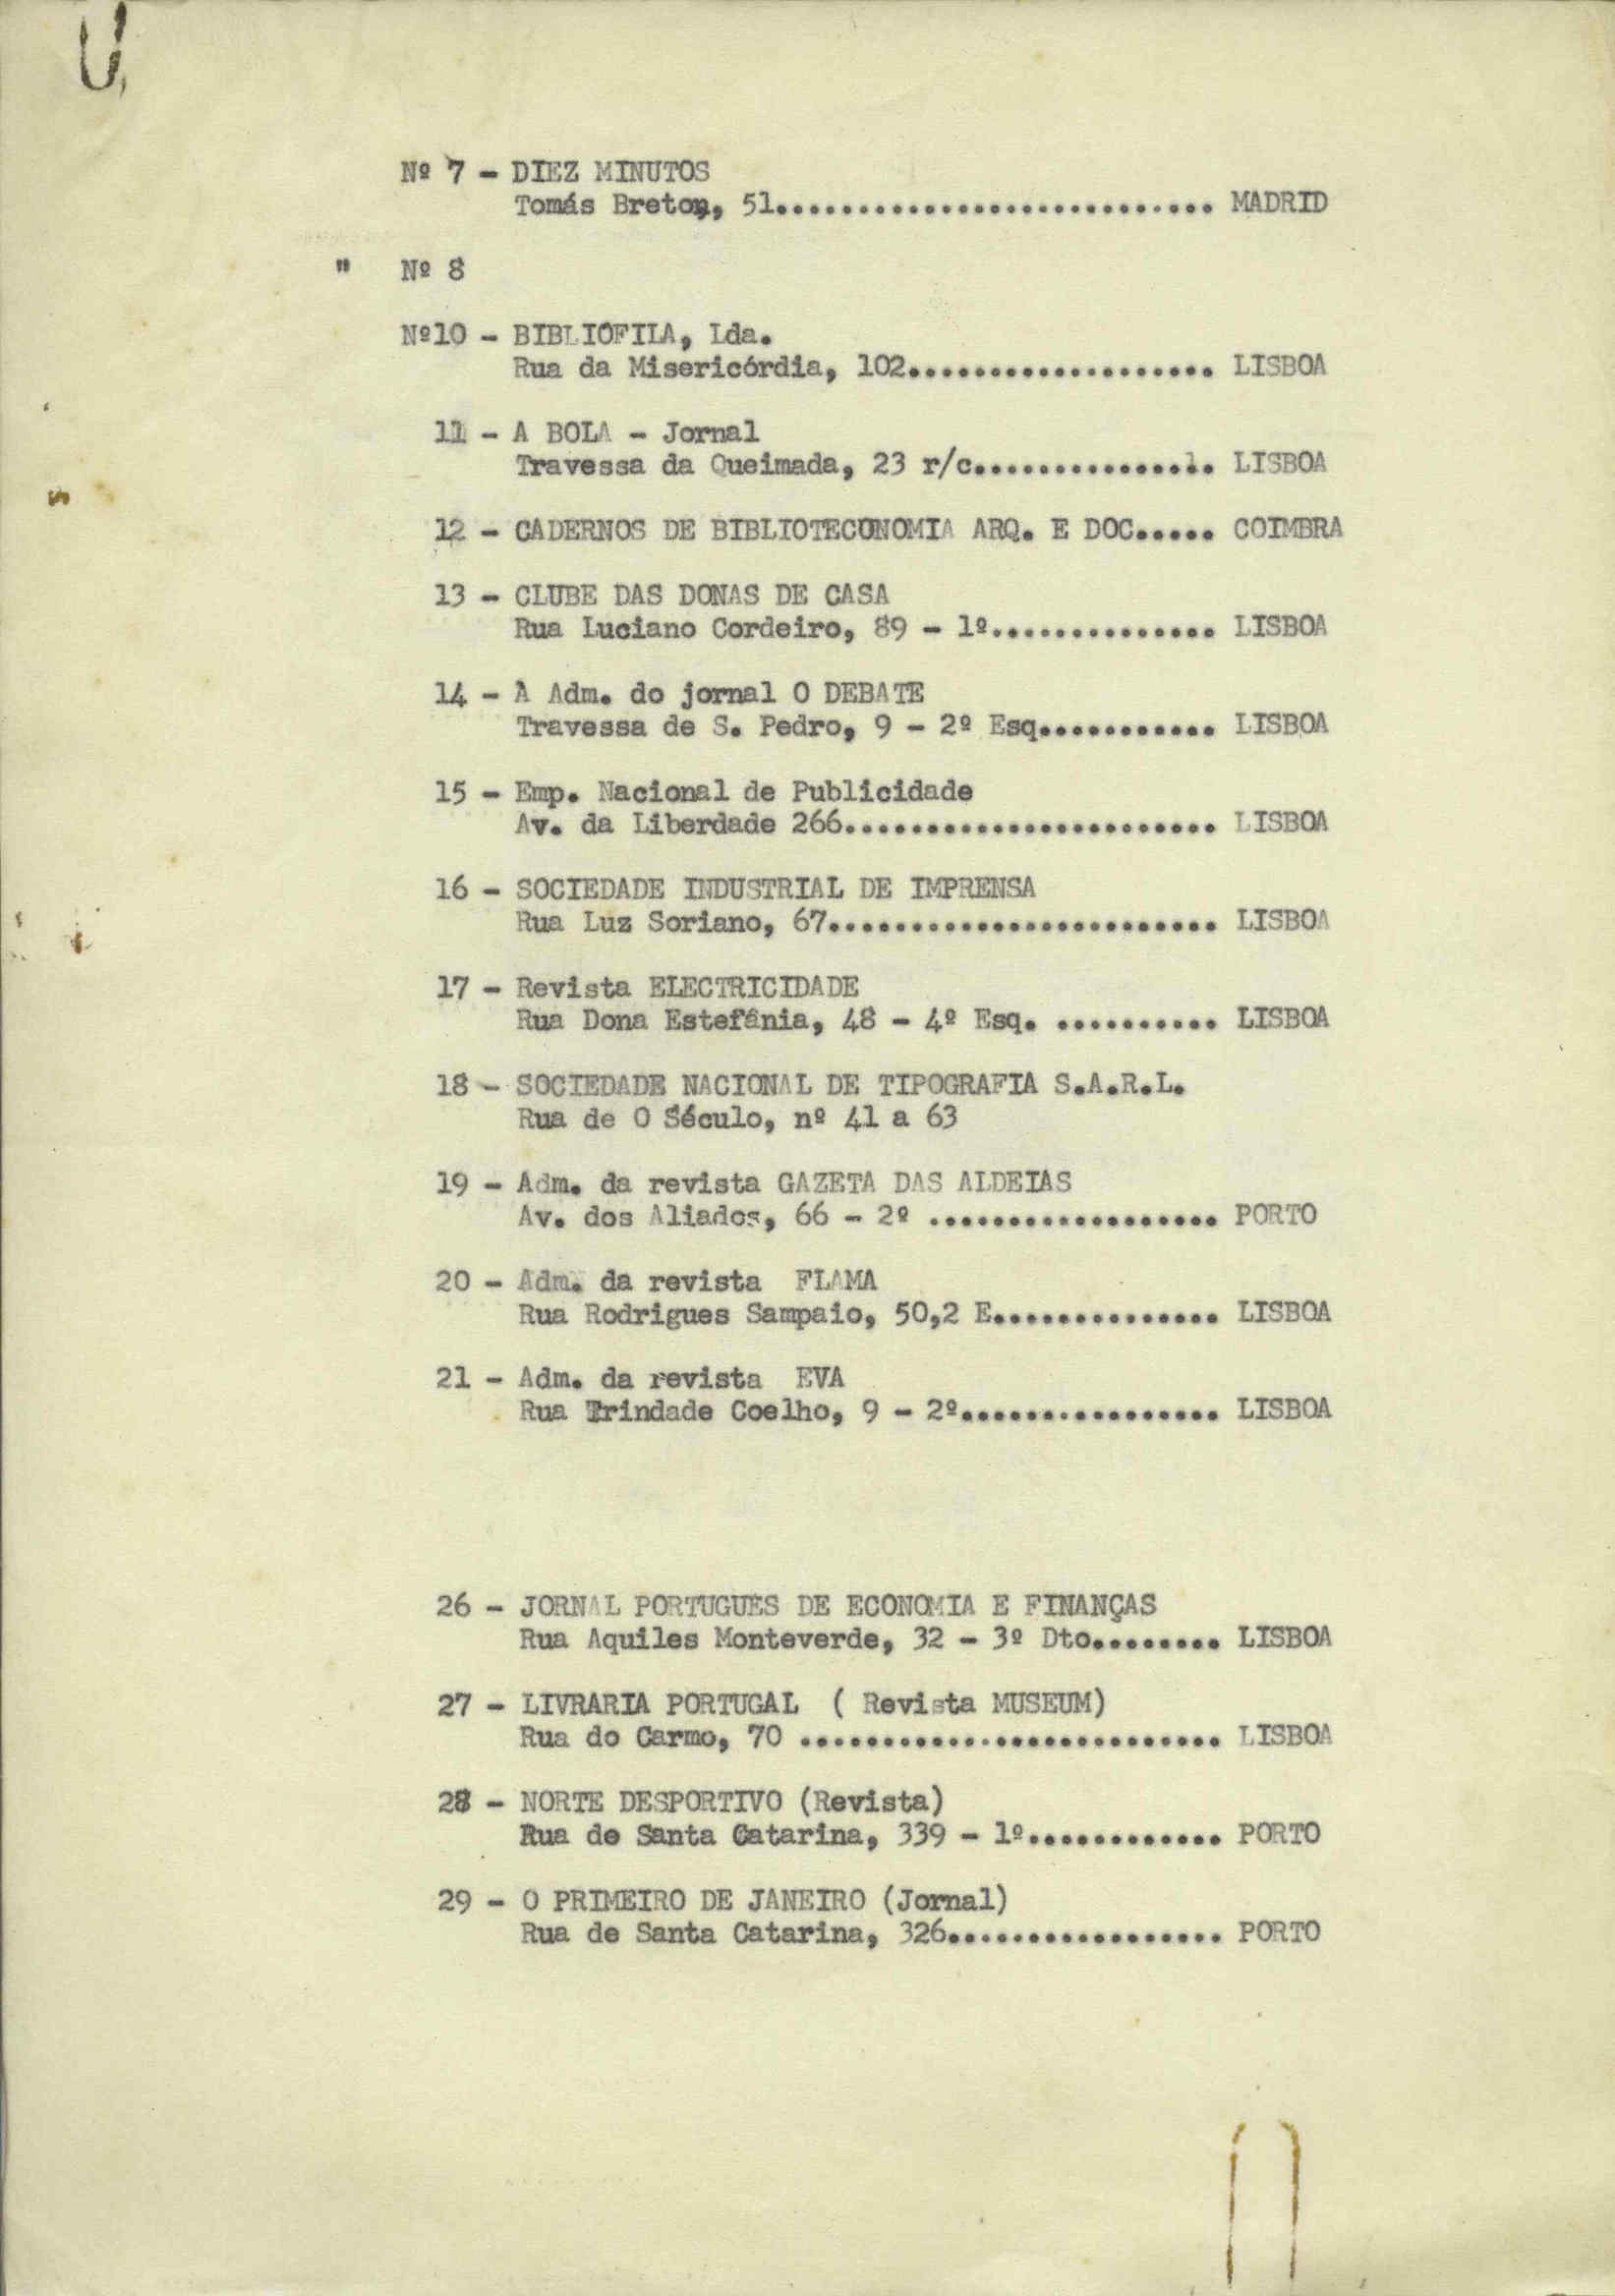 Nº 7 - DIEZ MINUTOS
Tomás Breton, 51........................... MADRID
" Nº 8
Nº10 - BIBLIÓFILA, Lda.
Rua da Misericórdia, 102................... LISBOA
11 - A BOLA - Jornal
Travessa da Queimada, 23 r/c............... LISBOA
12 - CADERNOS DE BIBLIOTECONOMIA ARQ. E DOC..... COIMBRA
13 - CLUBE DAS DONAS DE CASA
Rua Luciano Cordeiro, 89 - 1º.............. LISBOA
14 - À Adm. do jornal O DEBATE
Travessa de S. Pedro, 9 - 2º Esq........... LISBOA
15 - Emp. Nacional de Publicidade
Av. da Liberdade 266....................... LISBOA
16 - SOCIEDADE INDUSTRIAL DE IMPRENSA
Rua Luz Soriano, 67........................ LISBOA
17 - Revista ELECTRICIDADE
Rua Dona Estefânia, 48 - 4º Esq. .......... LISBOA
18 - SOCIEDADE NACIONAL DE TIPOGRAFIA S.A.R.L.
Rua de O Século, nº 41 a 63
19 - Adm. da revista GAZETA DAS ALDEIAS
Av. dos Aliados, 66 - 2º .................. PORTO
20 - Adm. da revista FLAMA
Rua Rodrigues Sampaio, 50,2 E.............. LISBOA
21 - Adm. da revista EVA
Rua Trindade Coelho, 9 - 2º................ LISBOA
26 - JORNAL PORTUGUÊS DE ECONOMIA E FINANÇAS
Rua Aquiles Monteverde, 32 - 3º Dto........ LISBOA
27 - LIVRARIA PORTUGAL ( Revista MUSEUM)
Rua do Carmo, 70 .......................... LISBOA
28 - NORTE DESPORTIVO (Revista)
Rua de Santa Catarina, 339 - 1º............ PORTO
29 - O PRIMEIRO DE JANEIRO (Jornal)
Rua de Santa Catarina, 326................. PORTO